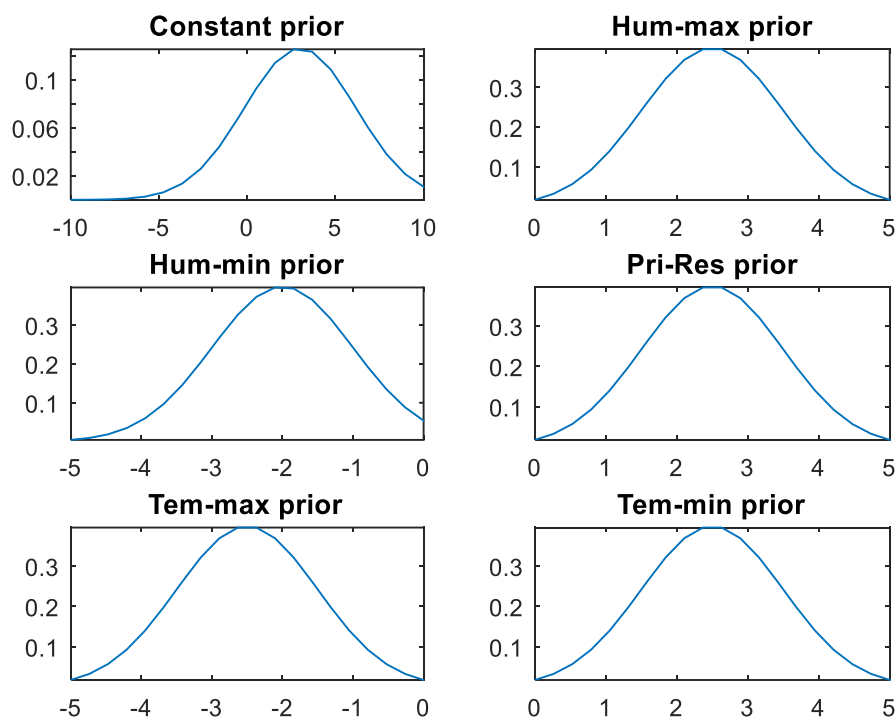 Constant prior
0.1
0.06
0.02
-10 -5 0 5 10
Hum-max prior
0.3
0.2
0.1
0 1 2 3 4 5
Hum-min prior
0.3
0.2
0.1
-5 -4 -3 -2 -1 0
Pri-Res prior
0.3
0.2
0.1
0 1 2 3 4 5
Tem-max prior
0.3
0.2
0.1
-5 -4 -3 -2 -1 0
Tem-min prior
0.3
0.2
0.1
0 1 2 3 4 5